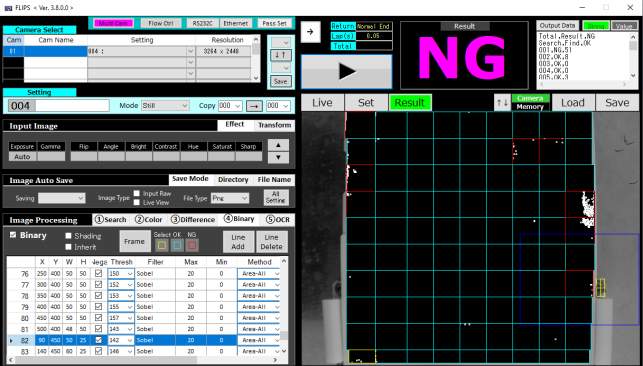 FLIPS < Ver. 3.8.0.0 >
Camera Select
Multi Cam
Flow Ctrl
RS232C
Ethernet
Pass Set
Cam
Cam Name
Setting
Resolution
01
004 :
3264 x 2448
↓↑
Save
Setting
004
Mode
Still
Copy
000
→
000
Input Image
Effect
Transform
Exposure
Gamma
Flip
Angle
Bright
Contrast
Hue
Saturat
Sharp
▲
Auto
▼
Image Auto Save
Save Mode
Directory
File Name
Saving
Image Type
Input Raw
Live View
File Type
Png
All
Setting
Image Processing
①Search
②Color
③Difference
④Binary
⑤OCR
Binary
Shading
Inherit
Frame
Select OK NG
Line
Add
Line
Delete
X Y W H Nega Thresh Filter Max Min Method
76 250 400 50 50 150 Sobel 20 0 Area-All
77 300 400 50 50 152 Sobel 20 0 Area-All
78 350 400 50 50 153 Sobel 20 0 Area-All
79 400 400 50 50 155 Sobel 20 0 Area-All
80 450 400 50 50 157 Sobel 20 0 Area-All
81 500 400 48 50 143 Sobel 20 0 Area-All
82 90 450 50 25 142 Sobel 20 0 Area-All
83 140 450 60 25 146 Sobel 20 0 Area-All
→
Return
Normal End
Lap(s)
0.05
Total
Result
NG
Output Data
Value
Total.Result.NG
Search.Find.OK
001.NG.51
002.OK.8
003.OK.0
004.OK.0
005.OK.3
Live
Set
Result
↑↓
Camera
Memory
Load
Save